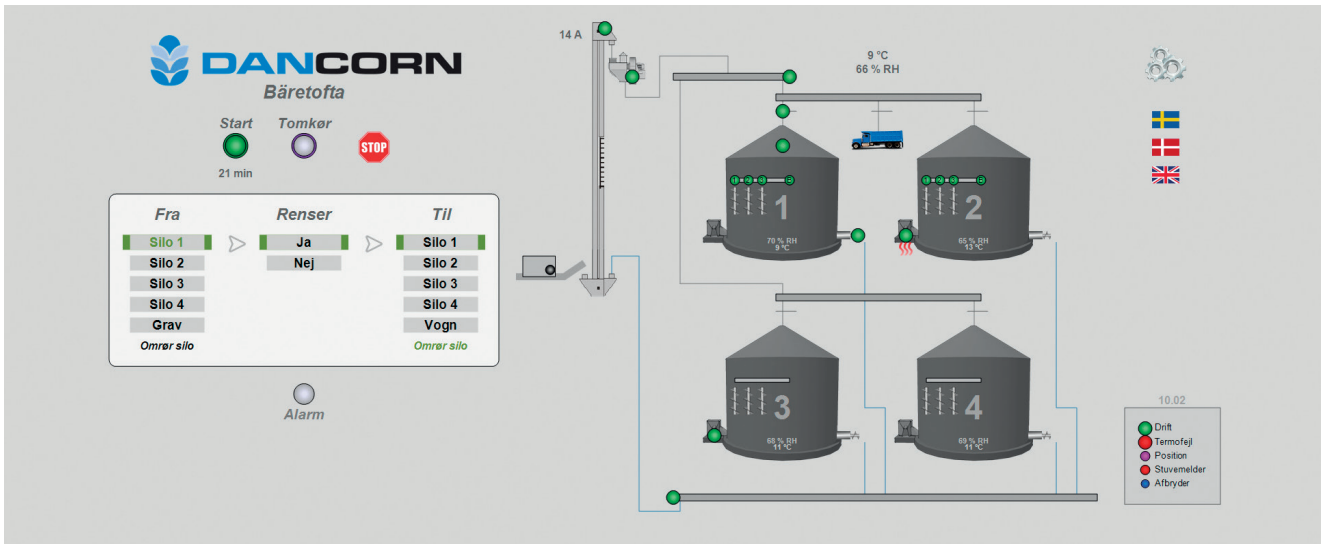 DANCORN
Bäretofta
Start
Tomkør
STOP
21 min
Fra
Renser
Til
Silo 1
Ja
Silo 1
Silo 2
Nej
Silo 2
Silo 3
Silo 3
Silo 4
Silo 4
Grav
Vogn
Omrør silo
Omrør silo
Alarm
14 A
9 °C
66 % RH
1
70 % RH
9 °C
2
65 % RH
13 °C
3
68 % RH
11 °C
4
69 % RH
11 °C
10.02
Drift
Termofejl
Position
Stuvemelder
Afbryder